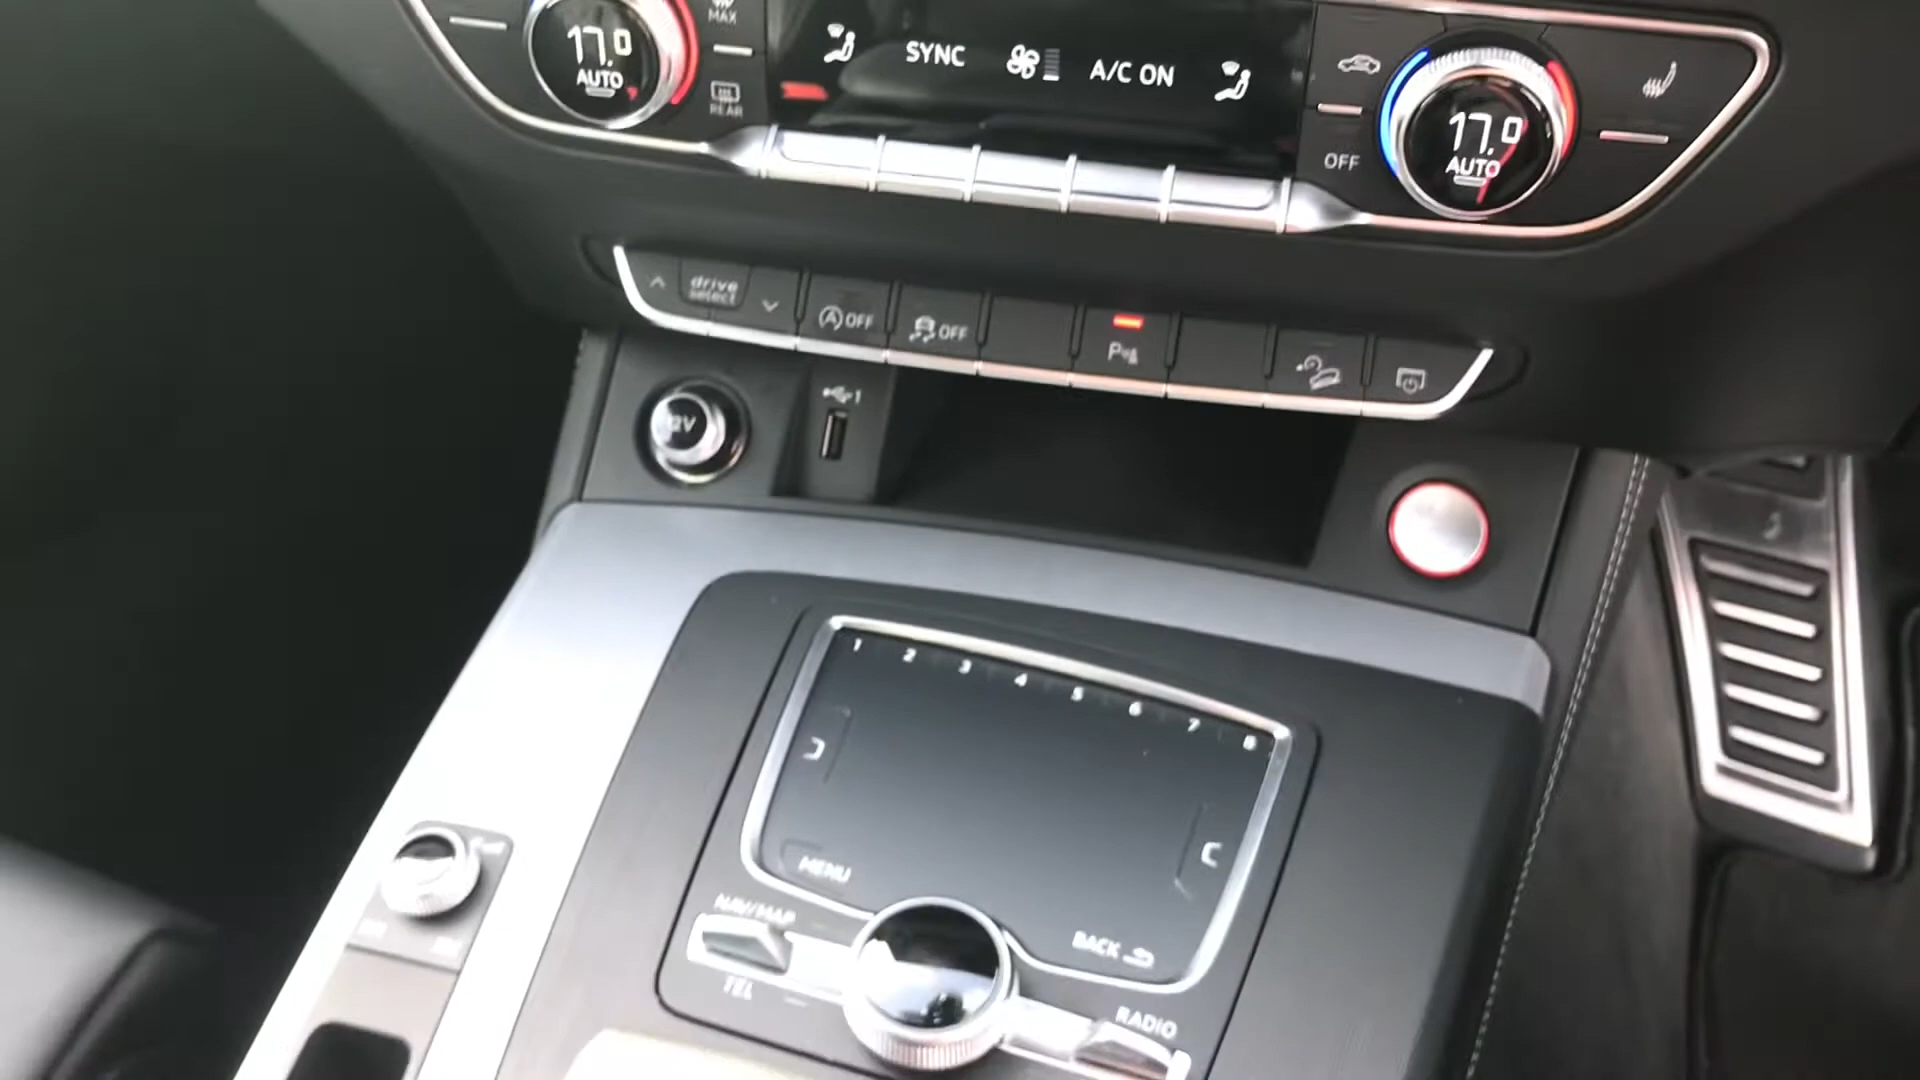 MAX
17.0
AUTO
REAR
SYNC
A/C ON
OFF
17.0
AUTO
drive
select
A OFF
OFF
P
12V
1
1 2 3 4 5 6 7 8
MENU
BACK
NAV/MAP
TEL
RADIO